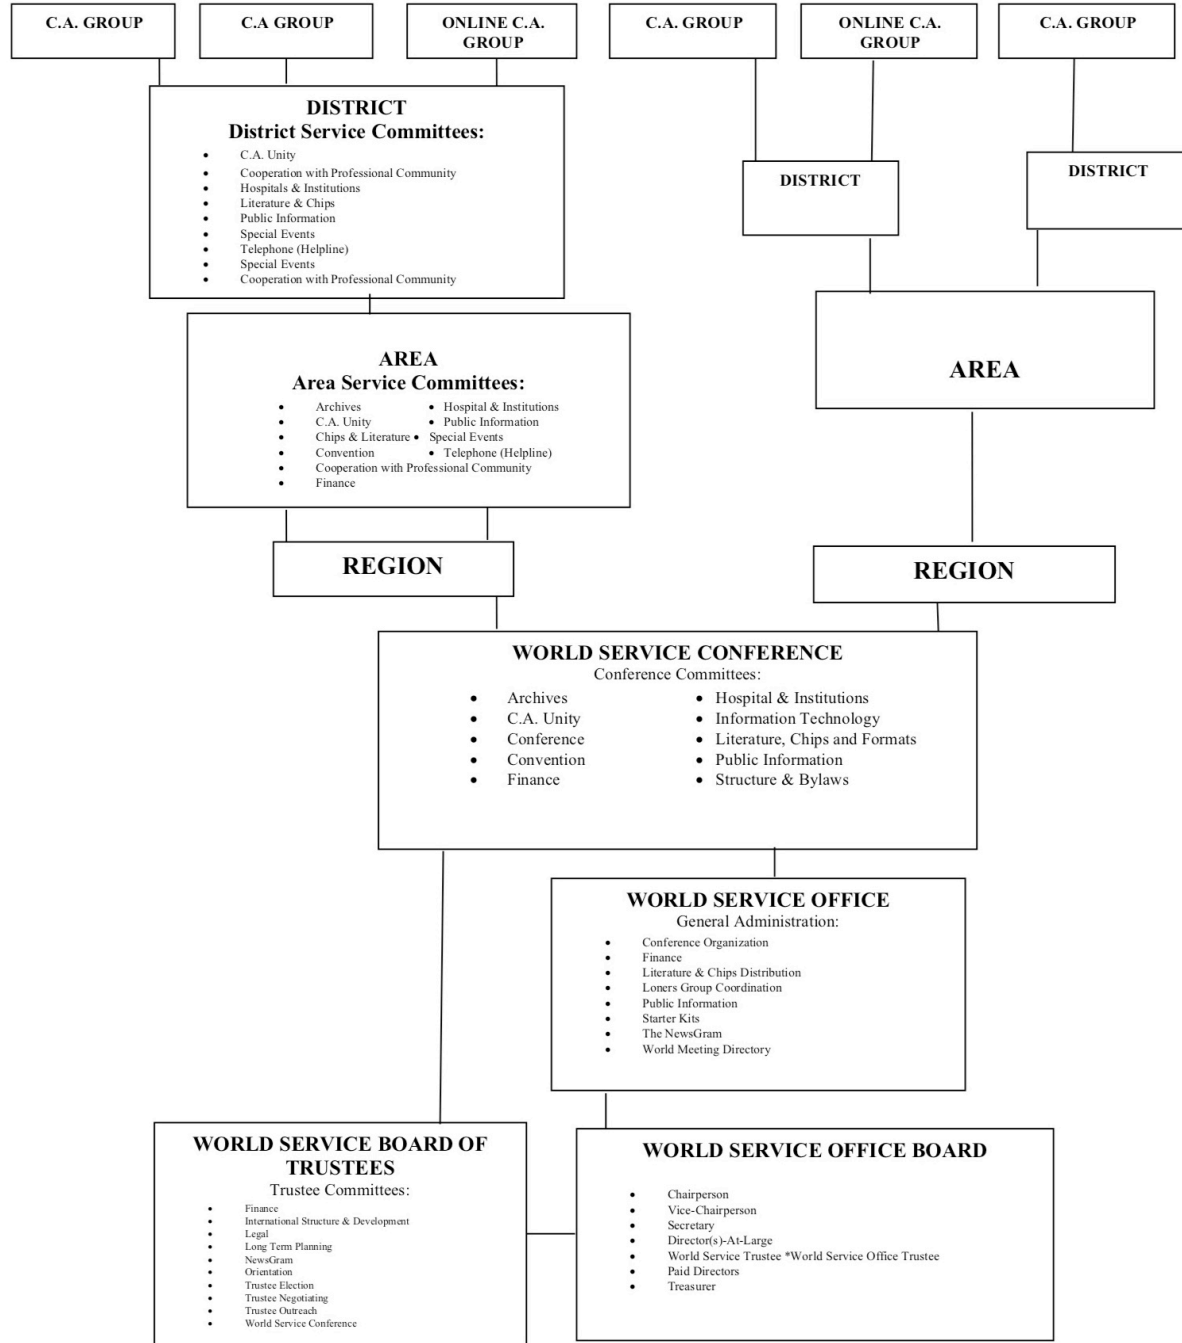 C.A. GROUP
C.A GROUP
ONLINE C.A.
GROUP
C.A. GROUP
ONLINE C.A.
GROUP
C.A. GROUP
DISTRICT
District Service Committees:
• C.A. Unity
• Cooperation with Professional Community
• Hospitals & Institutions
• Literature & Chips
• Public Information
• Special Events
• Telephone (Helpline)
• Special Events
• Cooperation with Professional Community
DISTRICT
DISTRICT
AREA
Area Service Committees:
• Archives • Hospital & Institutions
• C.A. Unity • Public Information
• Chips & Literature • Special Events
• Convention • Telephone (Helpline)
• Cooperation with Professional Community
• Finance
AREA
REGION
REGION
WORLD SERVICE CONFERENCE
Conference Committees:
• Archives • Hospital & Institutions
• C.A. Unity • Information Technology
• Conference • Literature, Chips and Formats
• Convention • Public Information
• Finance • Structure & Bylaws
WORLD SERVICE OFFICE
General Administration:
• Conference Organization
• Finance
• Literature & Chips Distribution
• Loners Group Coordination
• Public Information
• Starter Kits
• The NewsGram
• World Meeting Directory
WORLD SERVICE BOARD OF
TRUSTEES
Trustee Committees:
• Finance
• International Structure & Development
• Legal
• Long Term Planning
• NewsGram
• Orientation
• Trustee Election
• Trustee Negotiating
• Trustee Outreach
• World Service Conference
WORLD SERVICE OFFICE BOARD
• Chairperson
• Vice-Chairperson
• Secretary
• Director(s)-At-Large
• World Service Trustee *World Service Office Trustee
• Paid Directors
• Treasurer